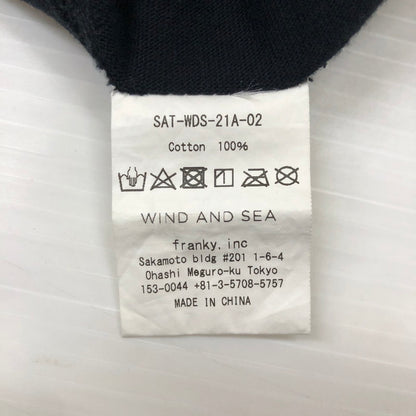 SAT-WDS-21A-02
Cotton 100%
WIND AND SEA
franky, inc
Sakamoto bldg #201 1-6-4
Ohashi Meguro-ku Tokyo
153-0044 +81-3-5708-5757
MADE IN CHINA